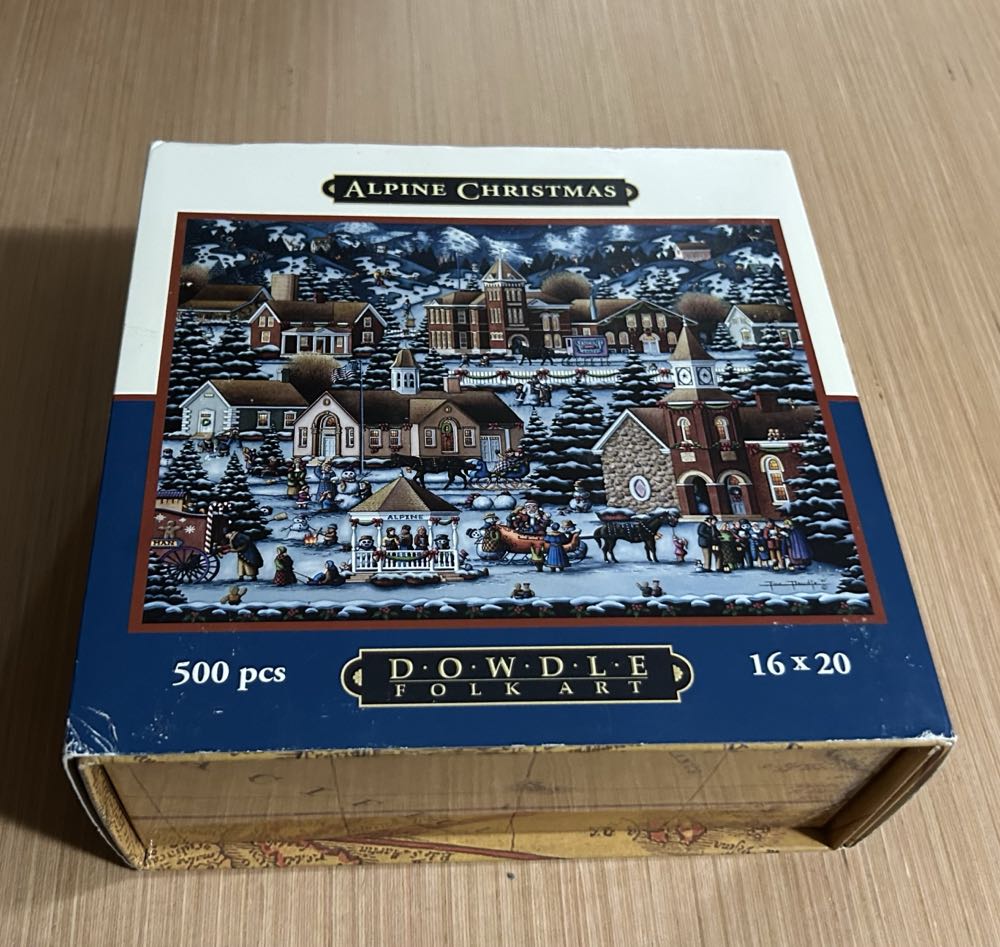 ALPINE CHRISTMAS
ALPINE
500 pcs
D·O·W·D·L·E
FOLK ART
16 x 20